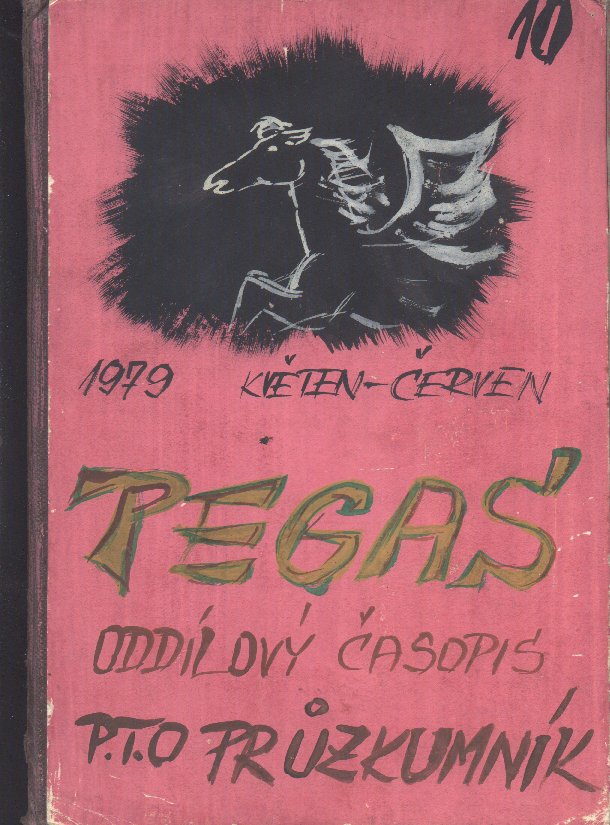 10
1979 KVĚTEN-ČERVEN
PEGAS
ODDÍLOVÝ ČASOPIS
P.T.O PRŮZKUMNÍK